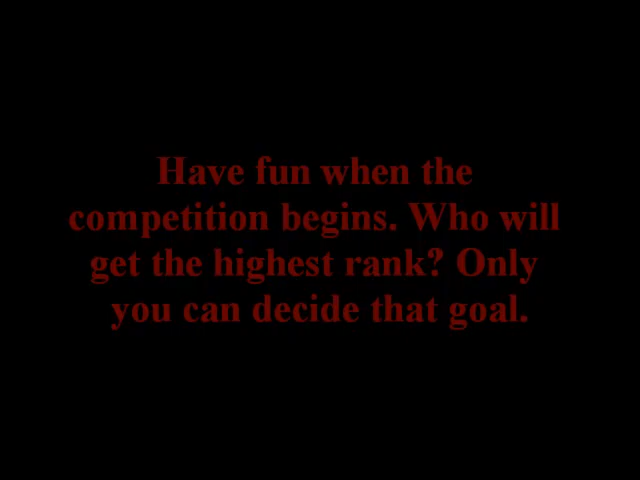 Have fun when the
competition begins. Who will
get the highest rank? Only
you can decide that goal.